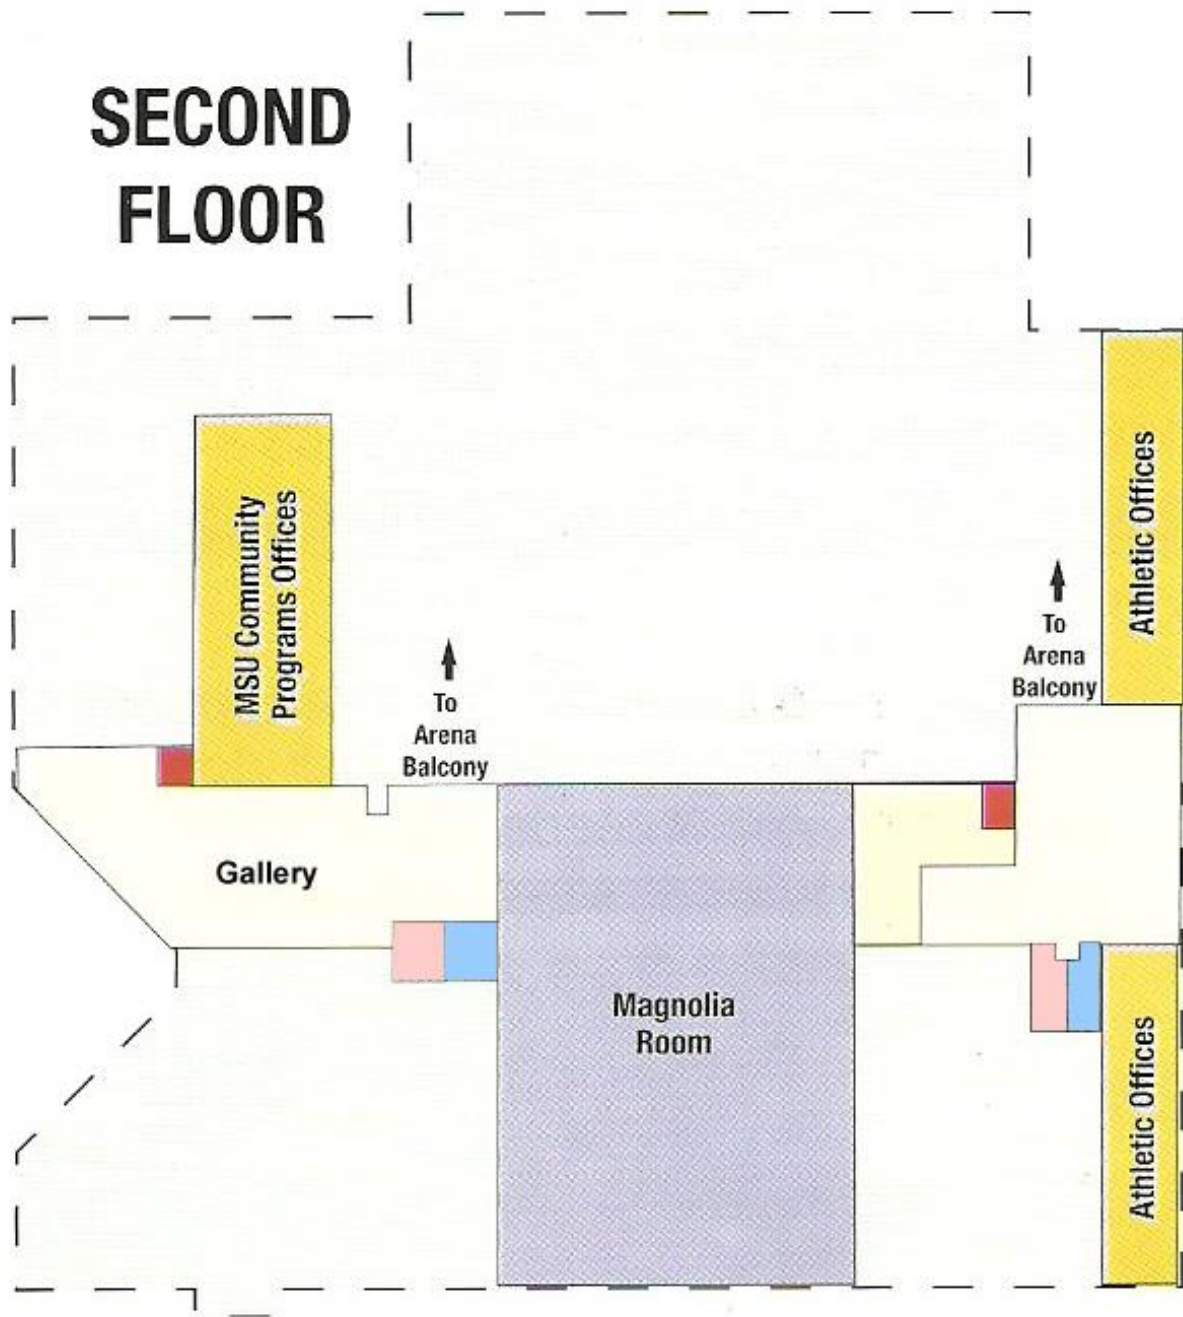 SECOND
FLOOR
MSU Community
Programs Offices
Athletic Offices
To
Arena
Balcony
To
Arena
Balcony
Gallery
Magnolia
Room
Athletic Offices